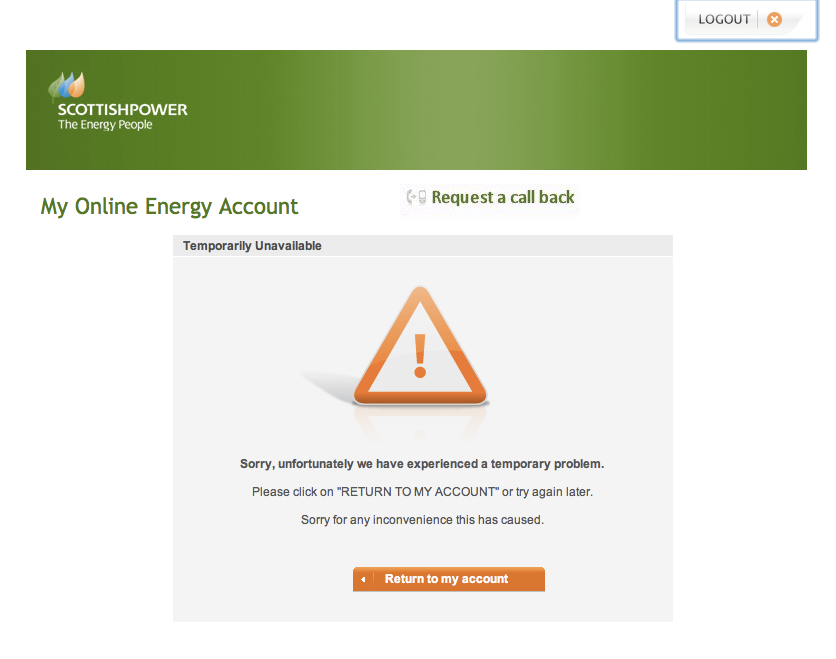 LOGOUT
SCOTTISHPOWER
The Energy People
My Online Energy Account
Request a call back
Temporarily Unavailable
!
Sorry, unfortunately we have experienced a temporary problem.
Please click on "RETURN TO MY ACCOUNT" or try again later.
Sorry for any inconvenience this has caused.
Return to my account